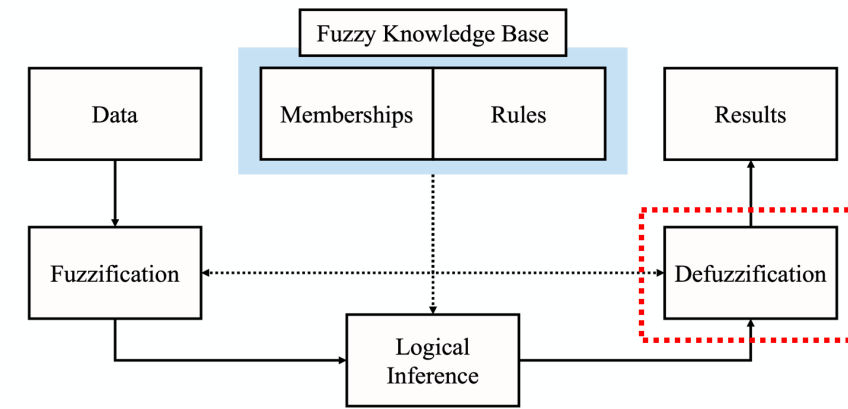 Fuzzy Knowledge Base
Data
Memberships
Rules
Results
Fuzzification
Defuzzification
Logical
Inference